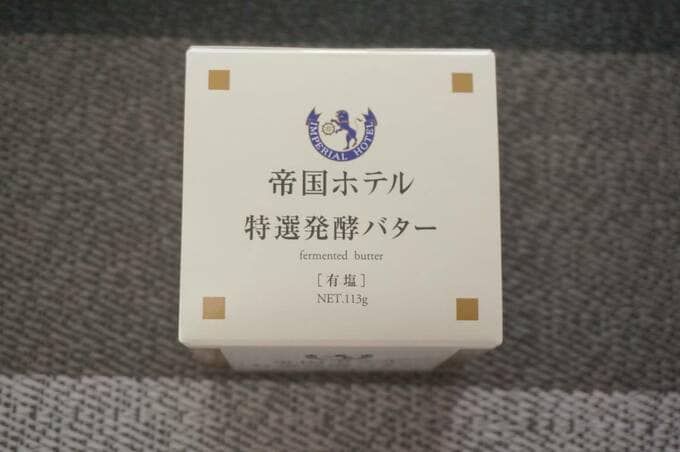 IMPERIAL HOTEL
帝国ホテル
特選発酵バター
fermented butter
[有塩]
NET.113g